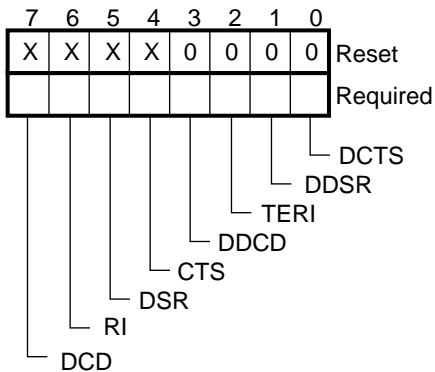 7 6 5 4 3 2 1 0
X X X X 0 0 0 0 Reset
Required
DCTS
DDSR
TERI
DDCD
CTS
DSR
RI
DCD